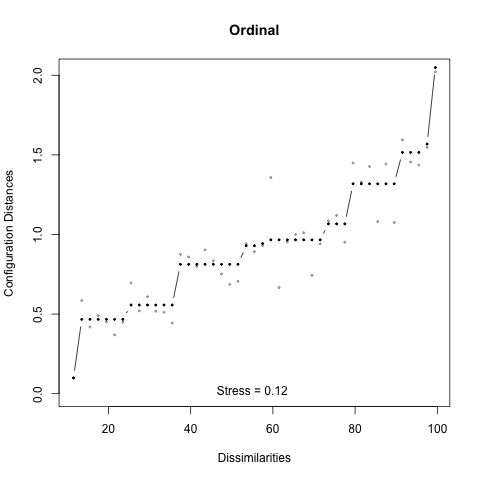 Ordinal
Configuration Distances
2.0
1.5
1.0
0.5
0.0
Stress = 0.12
20 40 60 80 100
Dissimilarities